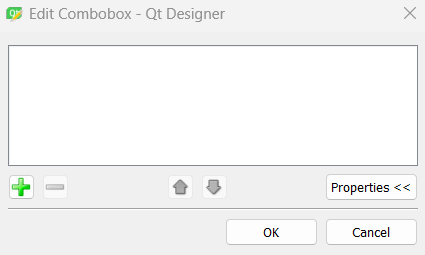 Edit Combobox - Qt Designer
Properties <<
OK
Cancel